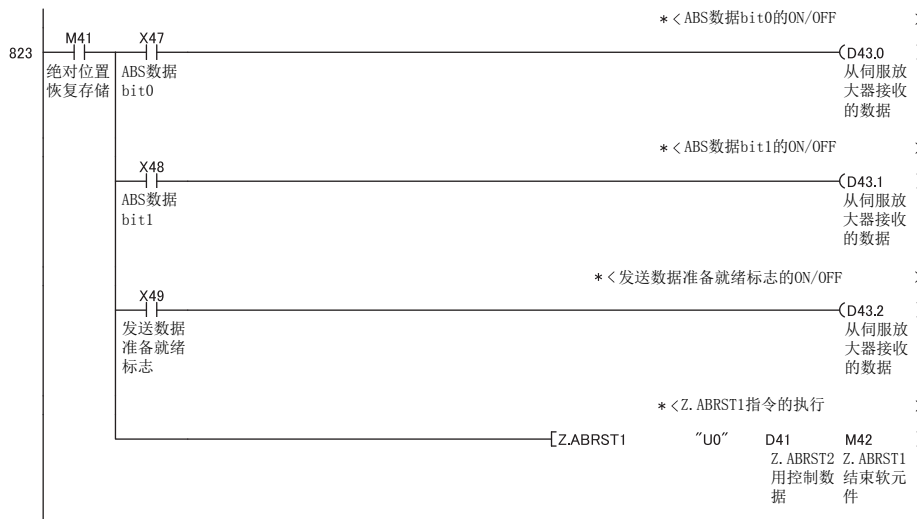 *<ABS数据bit0的ON/OFF
M41 X47
823 (D43.0
绝对位置 ABS数据 从伺服放
恢复存储 bit0 大器接收
的数据
*<ABS数据bit1的ON/OFF
X48
(D43.1
ABS数据 从伺服放
bit1 大器接收
的数据
*<发送数据准备就绪标志的ON/OFF
X49
(D43.2
发送数据 从伺服放
准备就绪 大器接收
标志 的数据
*<Z.ABRST1指令的执行
[Z.ABRST1 "U0" D41 M42
Z.ABRST2 Z.ABRST1
用控制数 结束软元
据 件